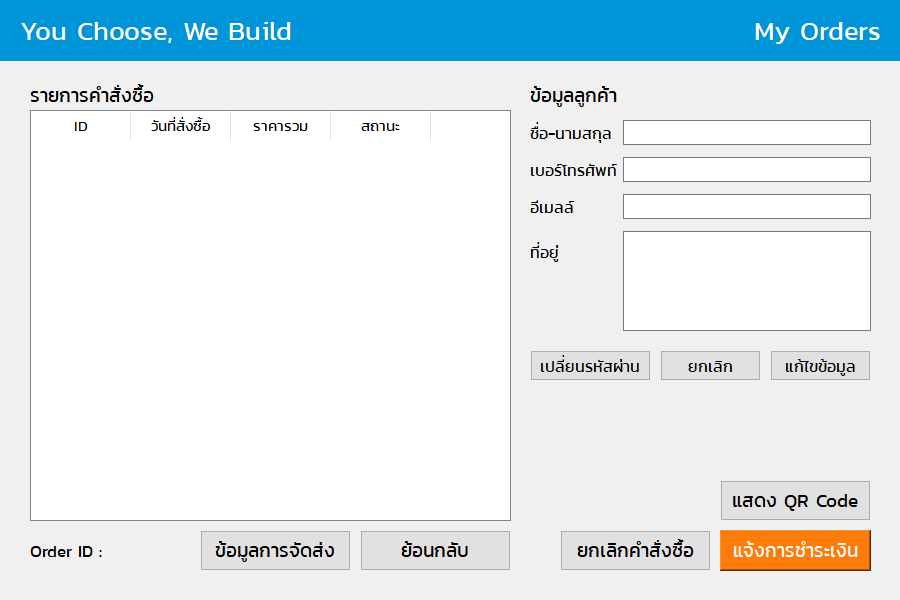 You Choose, We Build
My Orders
รายการคำสั่งซื้อ
ID วันที่สั่งซื้อ ราคารวม สถานะ
ข้อมูลลูกค้า
ชื่อ-นามสกุล
เบอร์โทรศัพท์
อีเมลล์
ที่อยู่
เปลี่ยนรหัสผ่าน ยกเลิก แก้ไขข้อมูล
แสดง QR Code
Order ID :
ข้อมูลการจัดส่ง ย้อนกลับ ยกเลิกคำสั่งซื้อ แจ้งการชำระเงิน